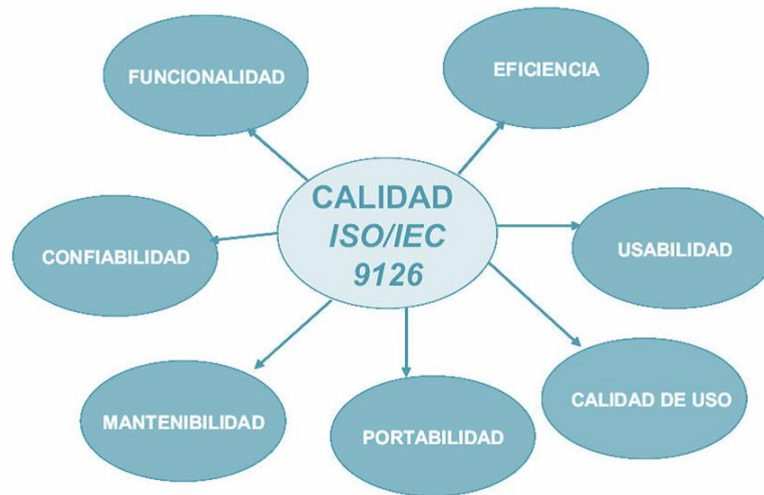 FUNCIONALIDAD
EFICIENCIA
CALIDAD
ISO/IEC
9126
CONFIABILIDAD
USABILIDAD
MANTENIBILIDAD
PORTABILIDAD
CALIDAD DE USO